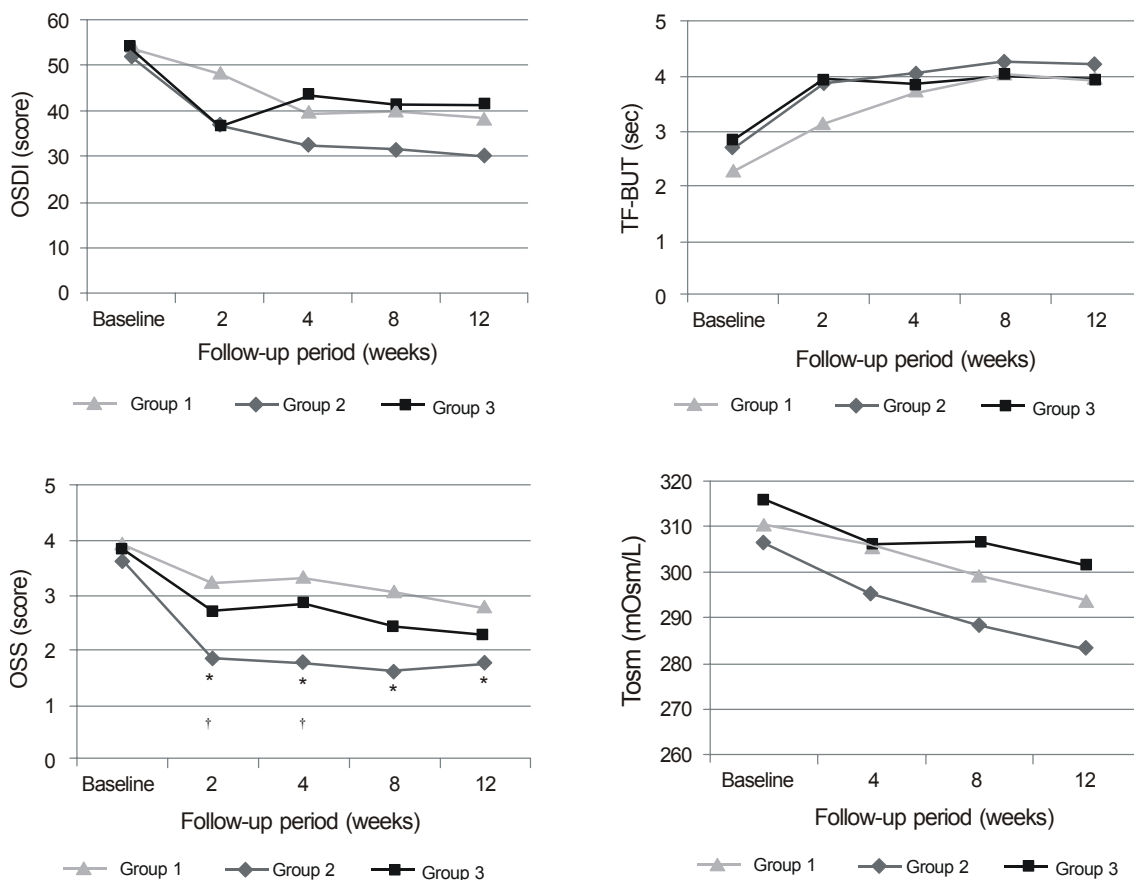 60
50
40
30
20
10
0
OSDI (score)
Baseline 2 4 8 12
Follow-up period (weeks)
Group 1 Group 2 Group 3
5
4
3
2
1
0
TF-BUT (sec)
Baseline 2 4 8 12
Follow-up period (weeks)
Group 1 Group 2 Group 3
5
4
3
2
1
0
OSS (score)
* * * *
† †
Baseline 2 4 8 12
Follow-up period (weeks)
Group 1 Group 2 Group 3
320
310
300
290
280
270
260
Tosm (mOsm/L)
Baseline 4 8 12
Follow-up period (weeks)
Group 1 Group 2 Group 3